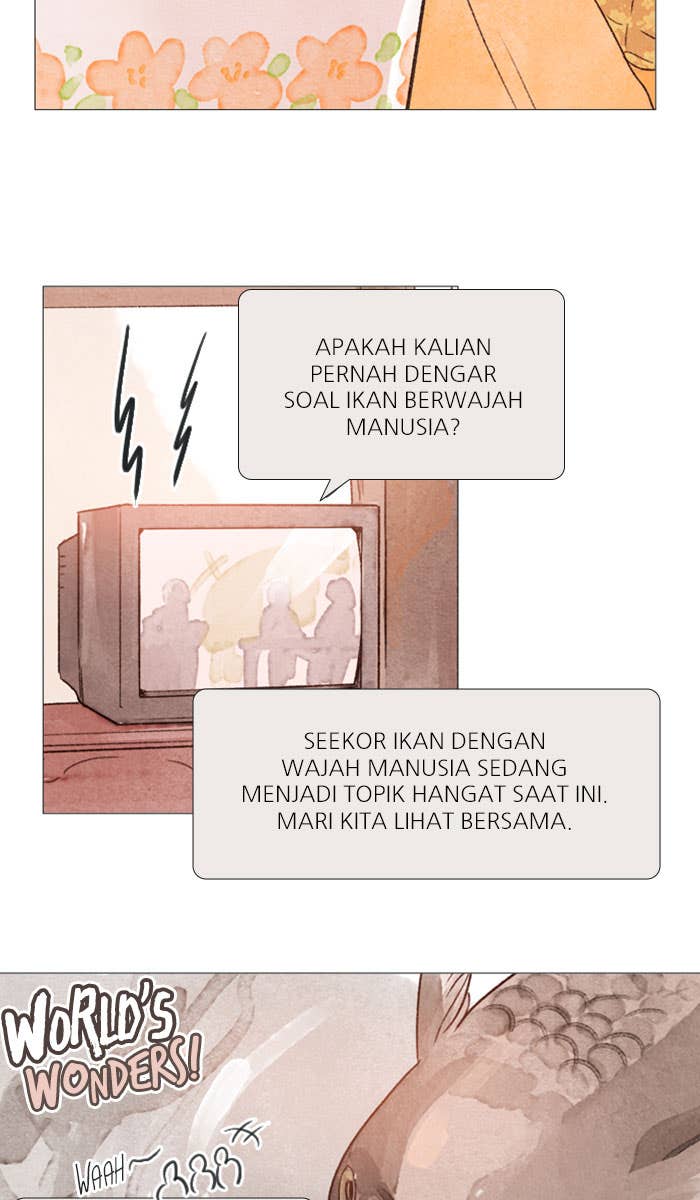 APAKAH KALIAN
PERNAH DENGAR
SOAL IKAN BERWAJAH
MANUSIA?
SEEKOR IKAN DENGAN
WAJAH MANUSIA SEDANG
MENJADI TOPIK HANGAT SAAT INI.
MARI KITA LIHAT BERSAMA.
WORLD'S
WONDERS!
WAAH~